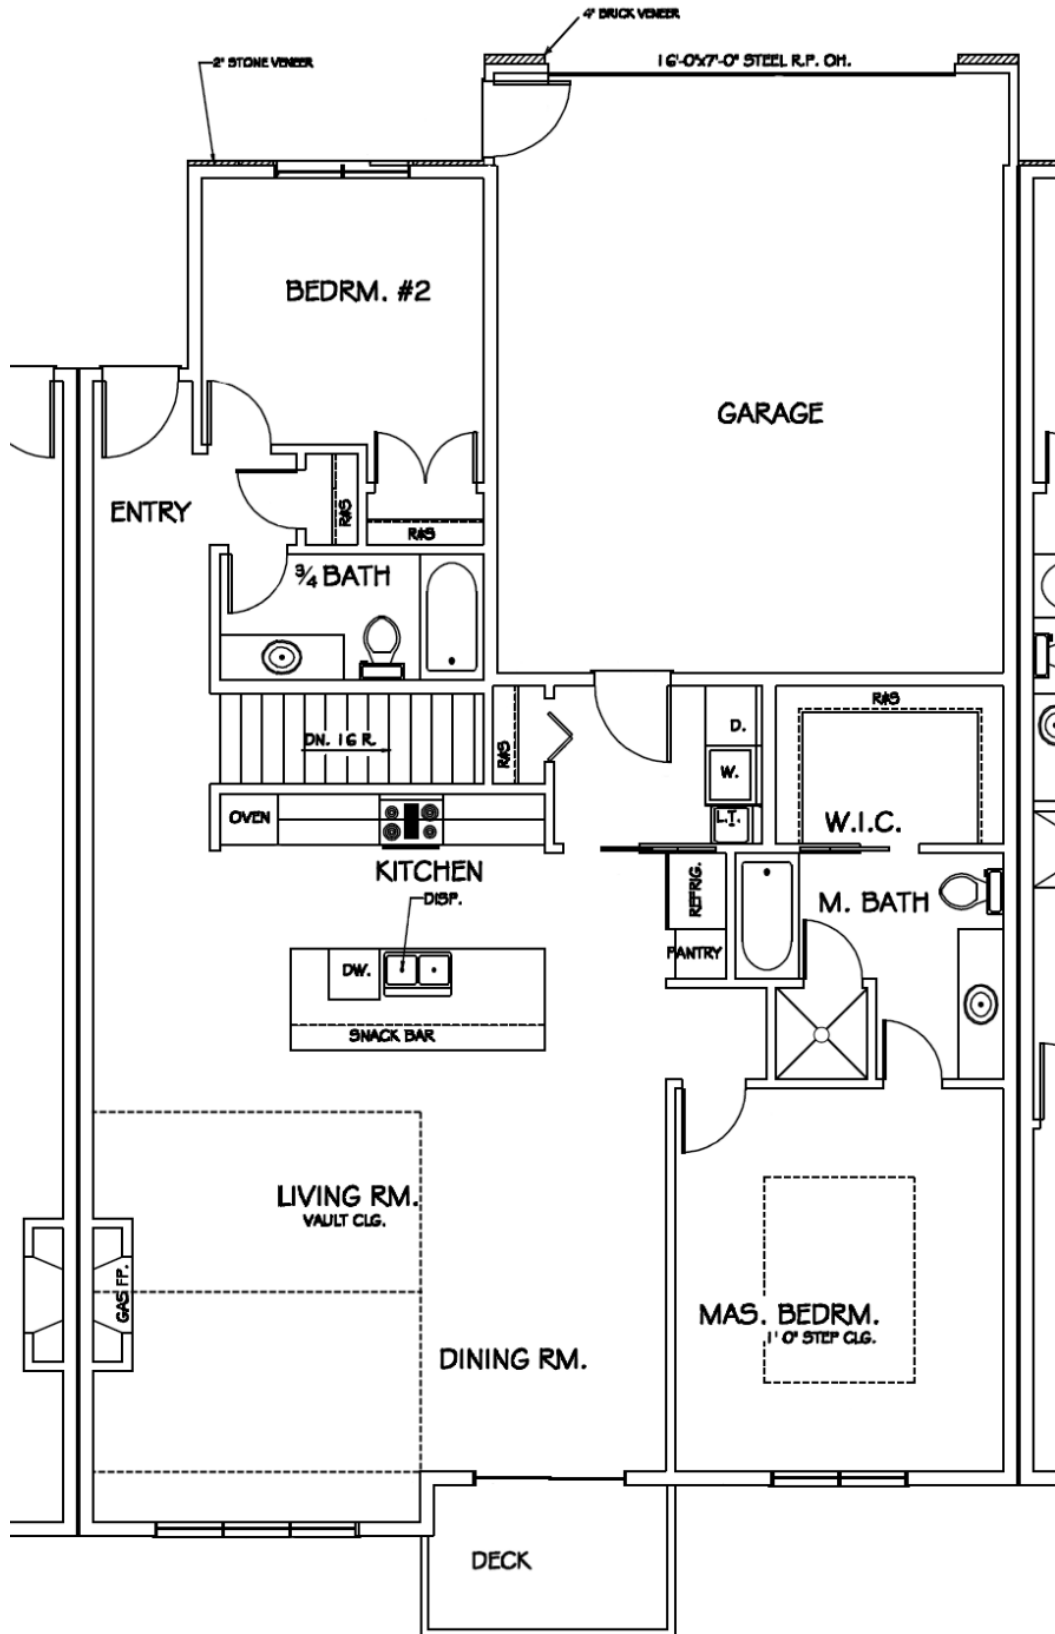 4" BRICK VENEER
2" STONE VENEER
16'-0"x7'-0" STEEL R.P. OH.
BEDRM. #2
GARAGE
ENTRY
R&S
R&S
3/4 BATH
R&S
D.
DN. 16 R.
R&S
W.
OVEN
L.T.
W.I.C.
KITCHEN
REFRIG.
DISP.
M. BATH
PANTRY
DW.
SNACK BAR
LIVING RM.
VAULT CLG.
GAS FP.
MAS. BEDRM.
1' 0" STEP CLG.
DINING RM.
DECK